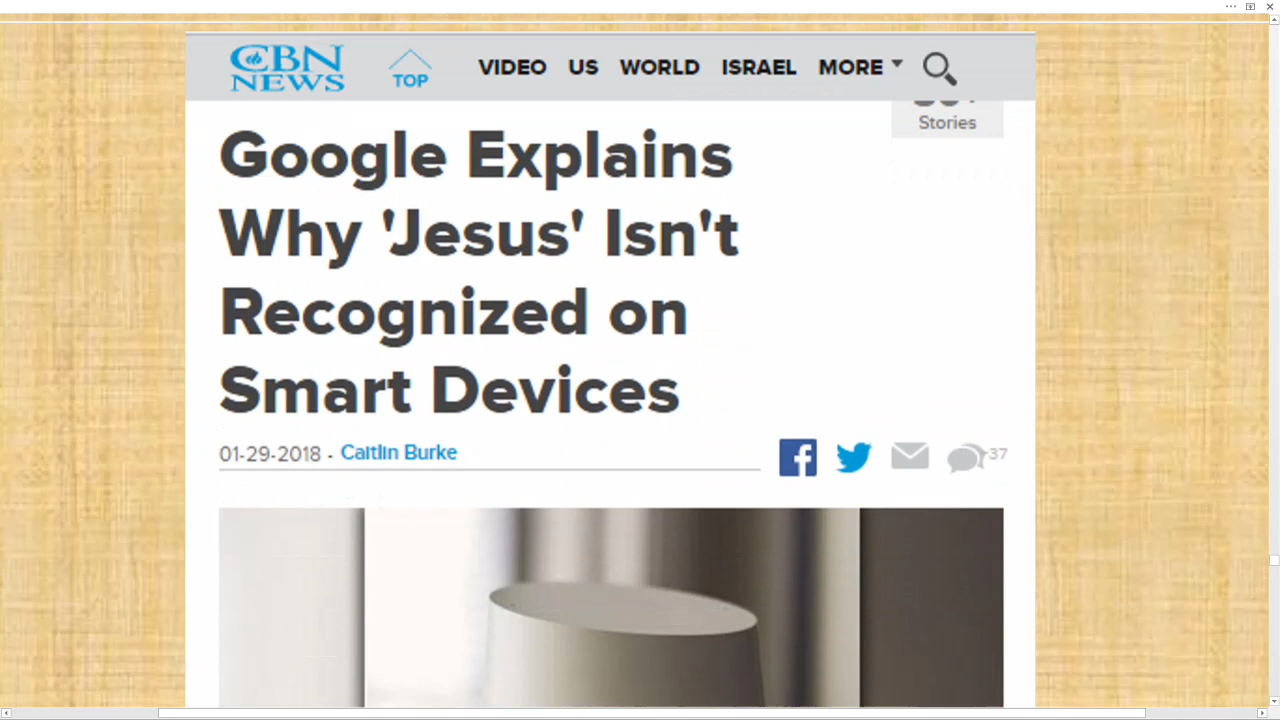 CBN NEWS
TOP
VIDEO US WORLD ISRAEL MORE
Stories
Google Explains
Why 'Jesus' Isn't
Recognized on
Smart Devices
01-29-2018 - Caitlin Burke
37